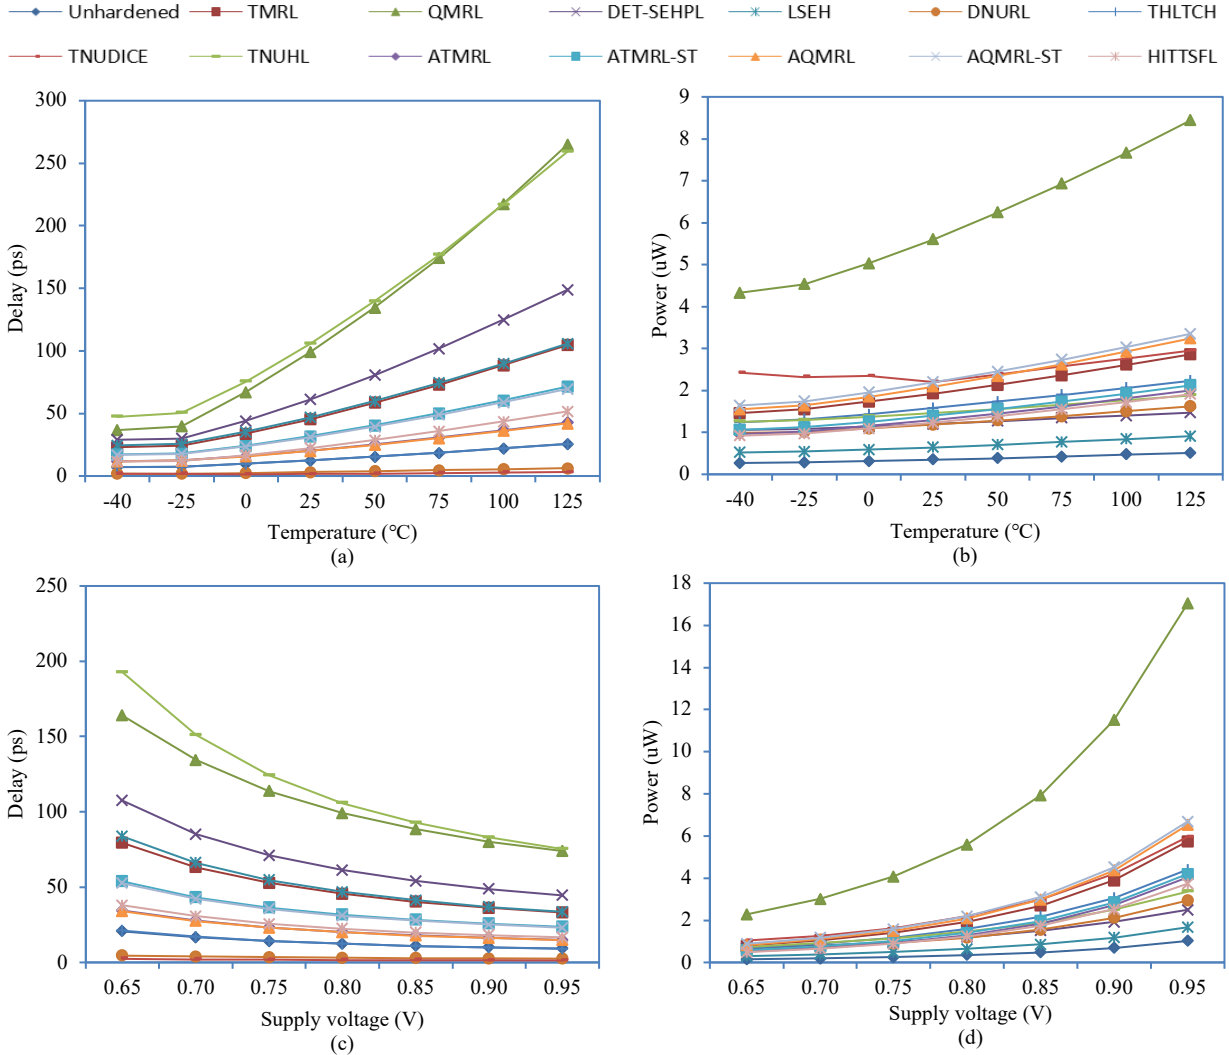 Unhardened TMRL QMRL DET-SEHPL LSEH DNURL THLTCH
TNUDICE TNUHL ATMRL ATMRL-ST AQMRL AQMRL-ST HITTSFL
300
250
200
150
100
50
0
Delay (ps)
-40 -25 0 25 50 75 100 125
Temperature (℃)
(a)
9
8
7
6
5
4
3
2
1
0
Power (uW)
-40 -25 0 25 50 75 100 125
Temperature (℃)
(b)
250
200
150
100
50
0
Delay (ps)
0.65 0.70 0.75 0.80 0.85 0.90 0.95
Supply voltage (V)
(c)
18
16
14
12
10
8
6
4
2
0
Power (uW)
0.65 0.70 0.75 0.80 0.85 0.90 0.95
Supply voltage (V)
(d)